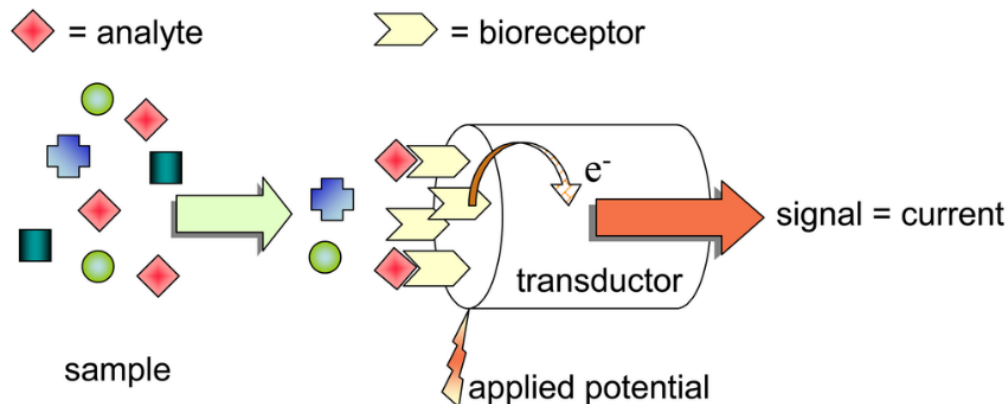 = analyte
= bioreceptor
e-
signal = current
transductor
sample
applied potential